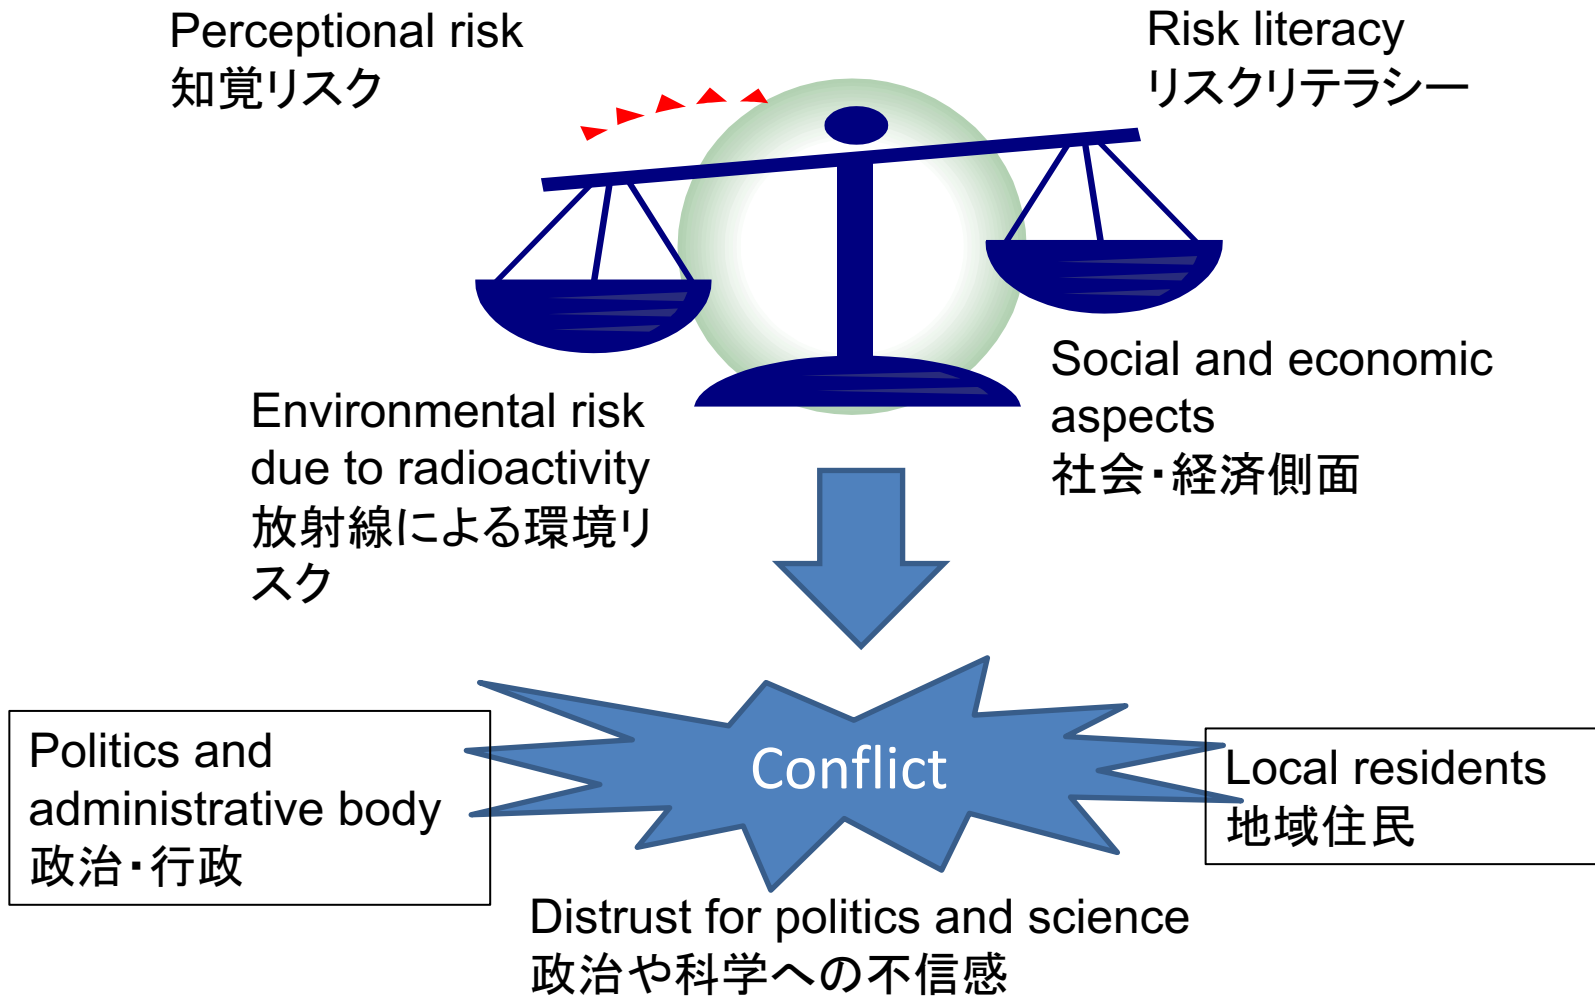 Perceptional risk
知覚リスク
Risk literacy
リスクリテラシー
Environmental risk
due to radioactivity
放射線による環境リ
スク
Social and economic
aspects
社会・経済側面
Politics and
administrative body
政治・行政
Conflict
Local residents
地域住民
Distrust for politics and science
政治や科学への不信感